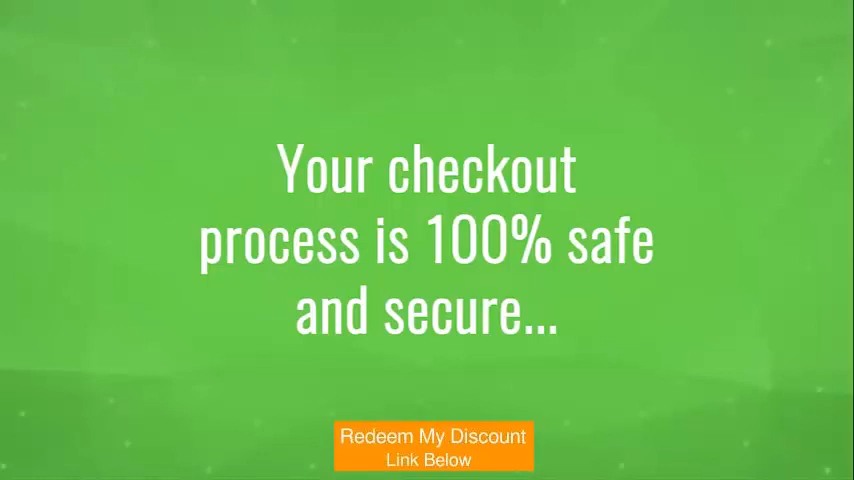 Your checkout
process is 100% safe
and secure...
Redeem My Discount
Link Below